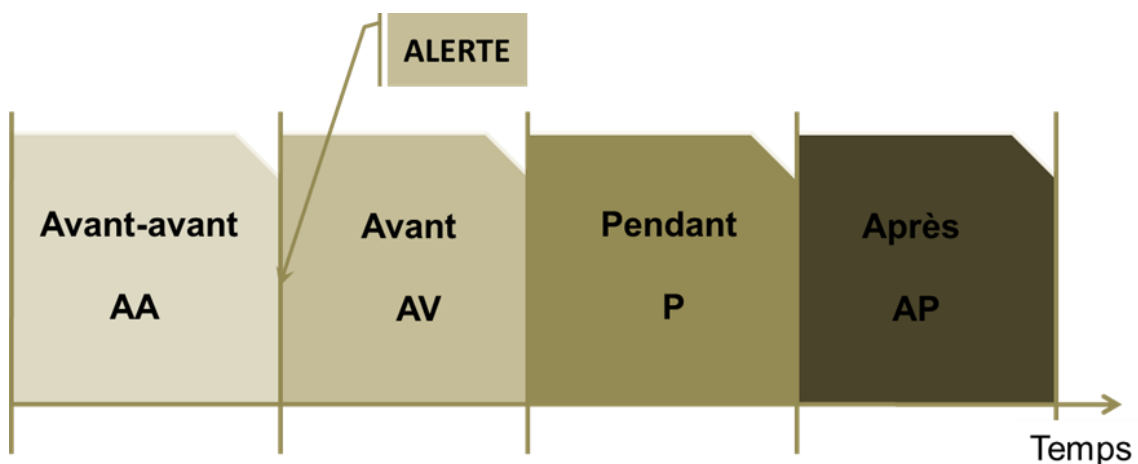 ALERTE
Avant-avant
AA
Avant
AV
Pendant
P
Après
AP
Temps